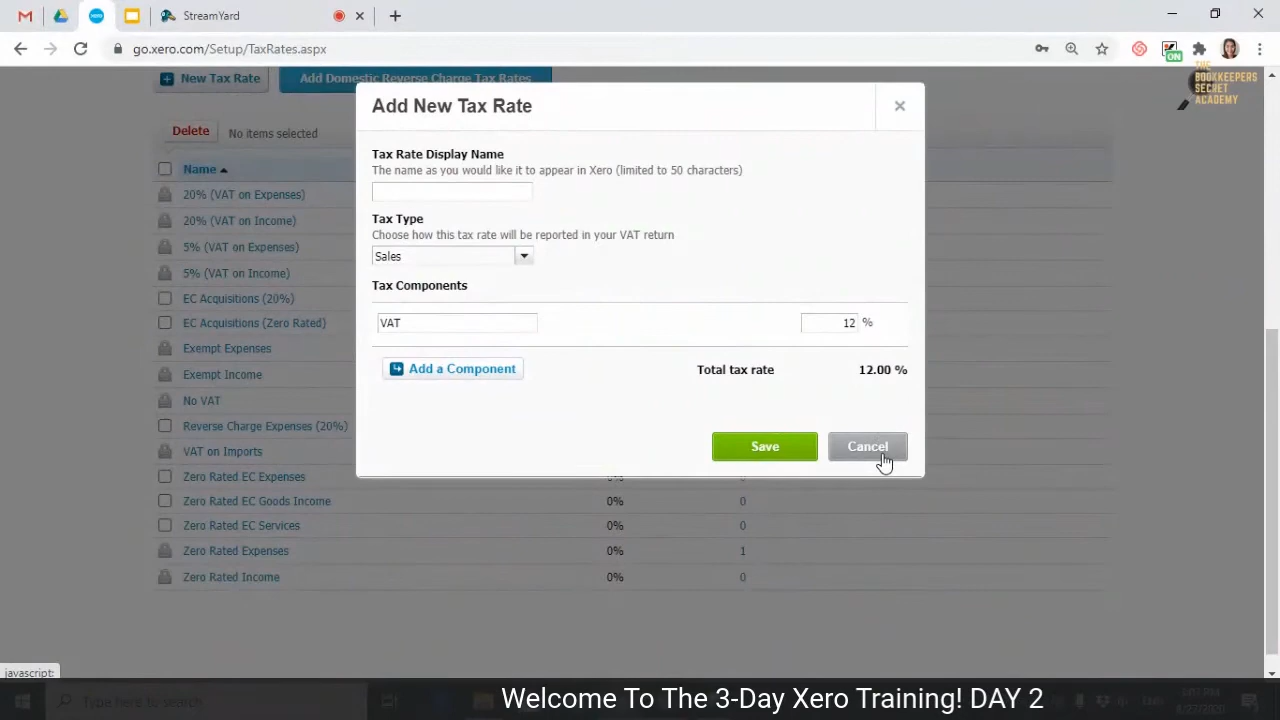 StreamYard
go.xero.com/Setup/TaxRates.aspx
ON
THE
BOOKKEEPERS
SECRET
ACADEMY
New Tax Rate
Add Domestic Reverse Charge Tax Rates
Add New Tax Rate
Delete
No items selected
Tax Rate Display Name
The name as you would like it to appear in Xero (limited to 50 characters)
Name
20% (VAT on Expenses)
20% (VAT on Income)
Tax Type
Choose how this tax rate will be reported in your VAT return
5% (VAT on Expenses)
Sales
5% (VAT on Income)
Tax Components
EC Acquisitions (20%)
EC Acquisitions (Zero Rated)
VAT
12 %
Exempt Expenses
Exempt Income
Add a Component
Total tax rate
12.00 %
No VAT
Reverse Charge Expenses (20%)
VAT on Imports
Save
Cancel
Zero Rated EC Expenses 0% 0
Zero Rated EC Goods Income 0% 0
Zero Rated EC Services 0% 0
Zero Rated Expenses 0% 1
Zero Rated Income 0% 0
javascript:
Type here to search
Welcome To The 3-Day Xero Training! DAY 2